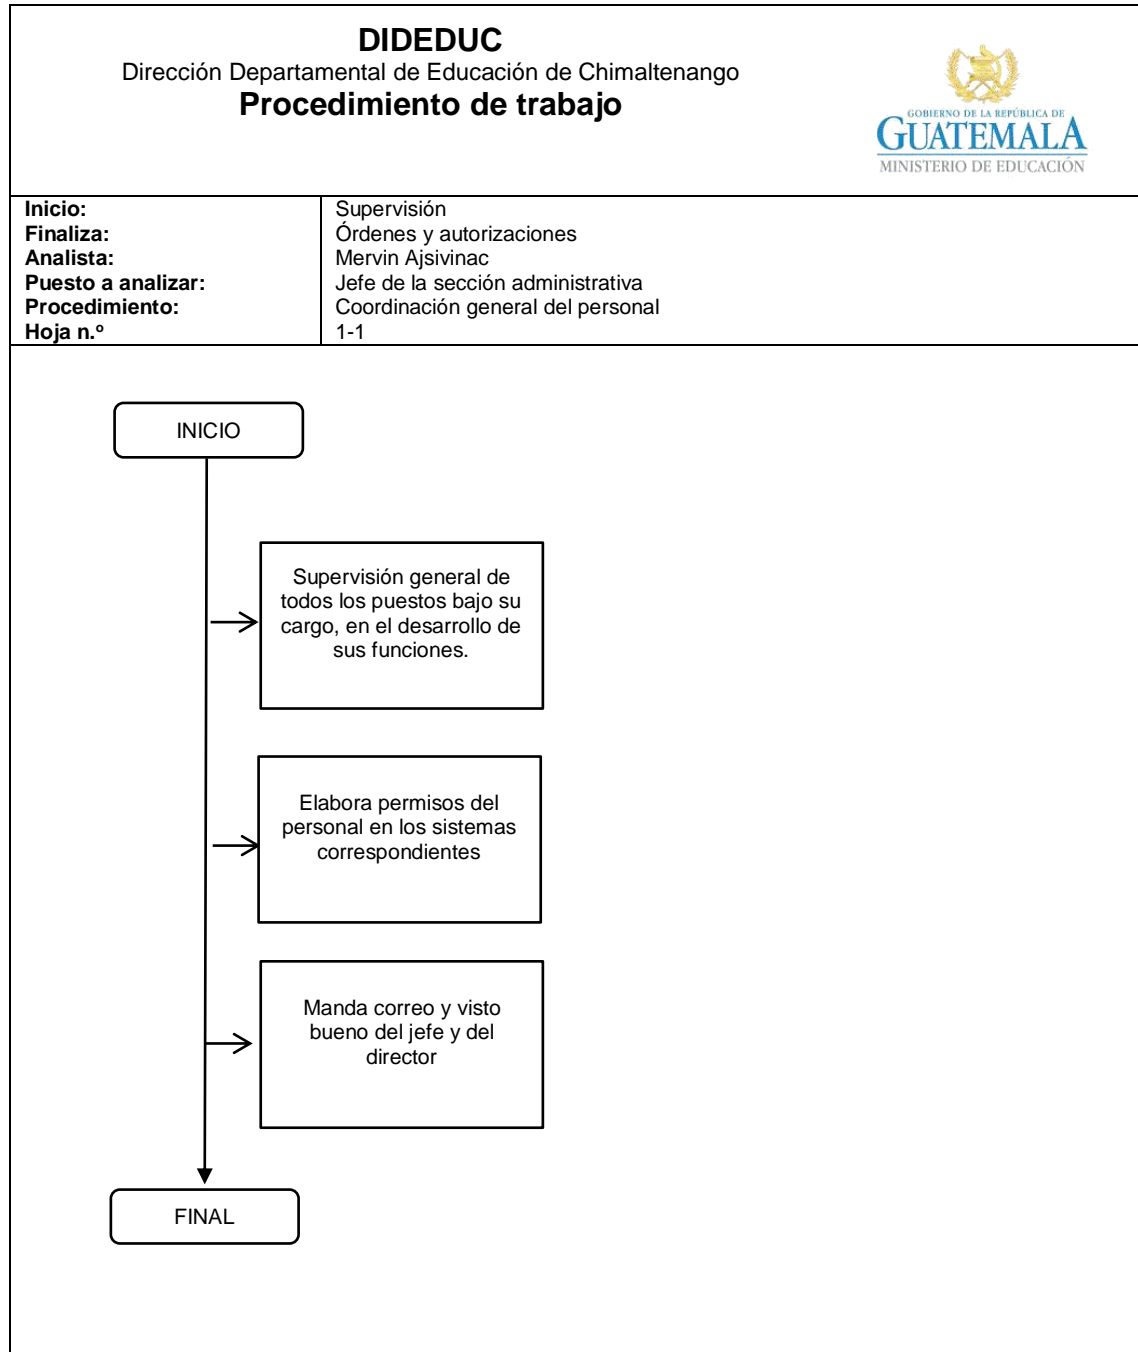 DIDEDUC
Dirección Departamental de Educación de Chimaltenango
Procedimiento de trabajo
GOBIERNO DE LA REPÚBLICA DE
GUATEMALA
MINISTERIO DE EDUCACIÓN
Inicio: Supervisión
Finaliza: Órdenes y autorizaciones
Analista: Mervin Ajsivinac
Puesto a analizar: Jefe de la sección administrativa
Procedimiento: Coordinación general del personal
Hoja n.º 1-1
INICIO
Supervisión general de
todos los puestos bajo su
cargo, en el desarrollo de
sus funciones.
Elabora permisos del
personal en los sistemas
correspondientes
Manda correo y visto
bueno del jefe y del
director
FINAL